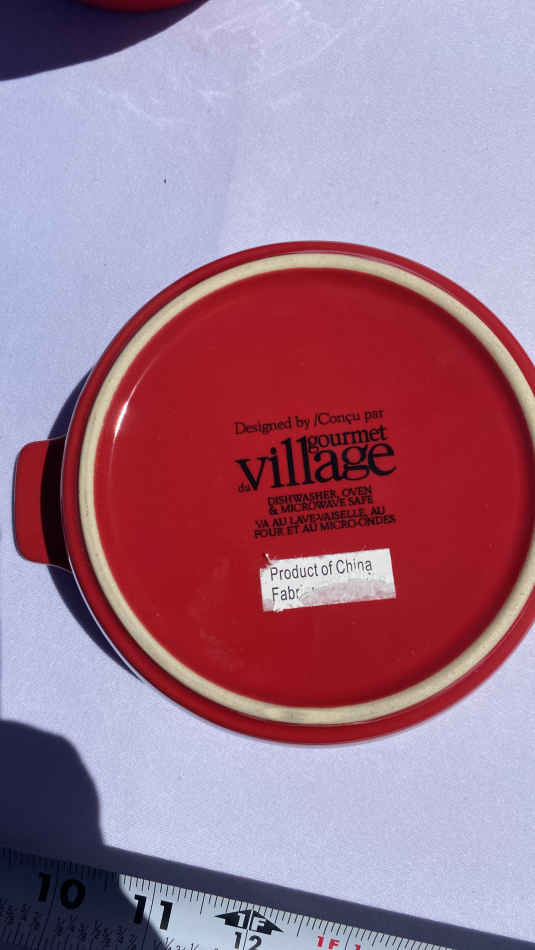 Designed by /Conçu par
gourmet
du village
DISHWASHER, OVEN
& MICROWAVE SAFE
VA AU LAVE-VAISELLE, AU
FOUR ET AU MICRO-ONDES
Product of China
10 11 1F 12 1F 1